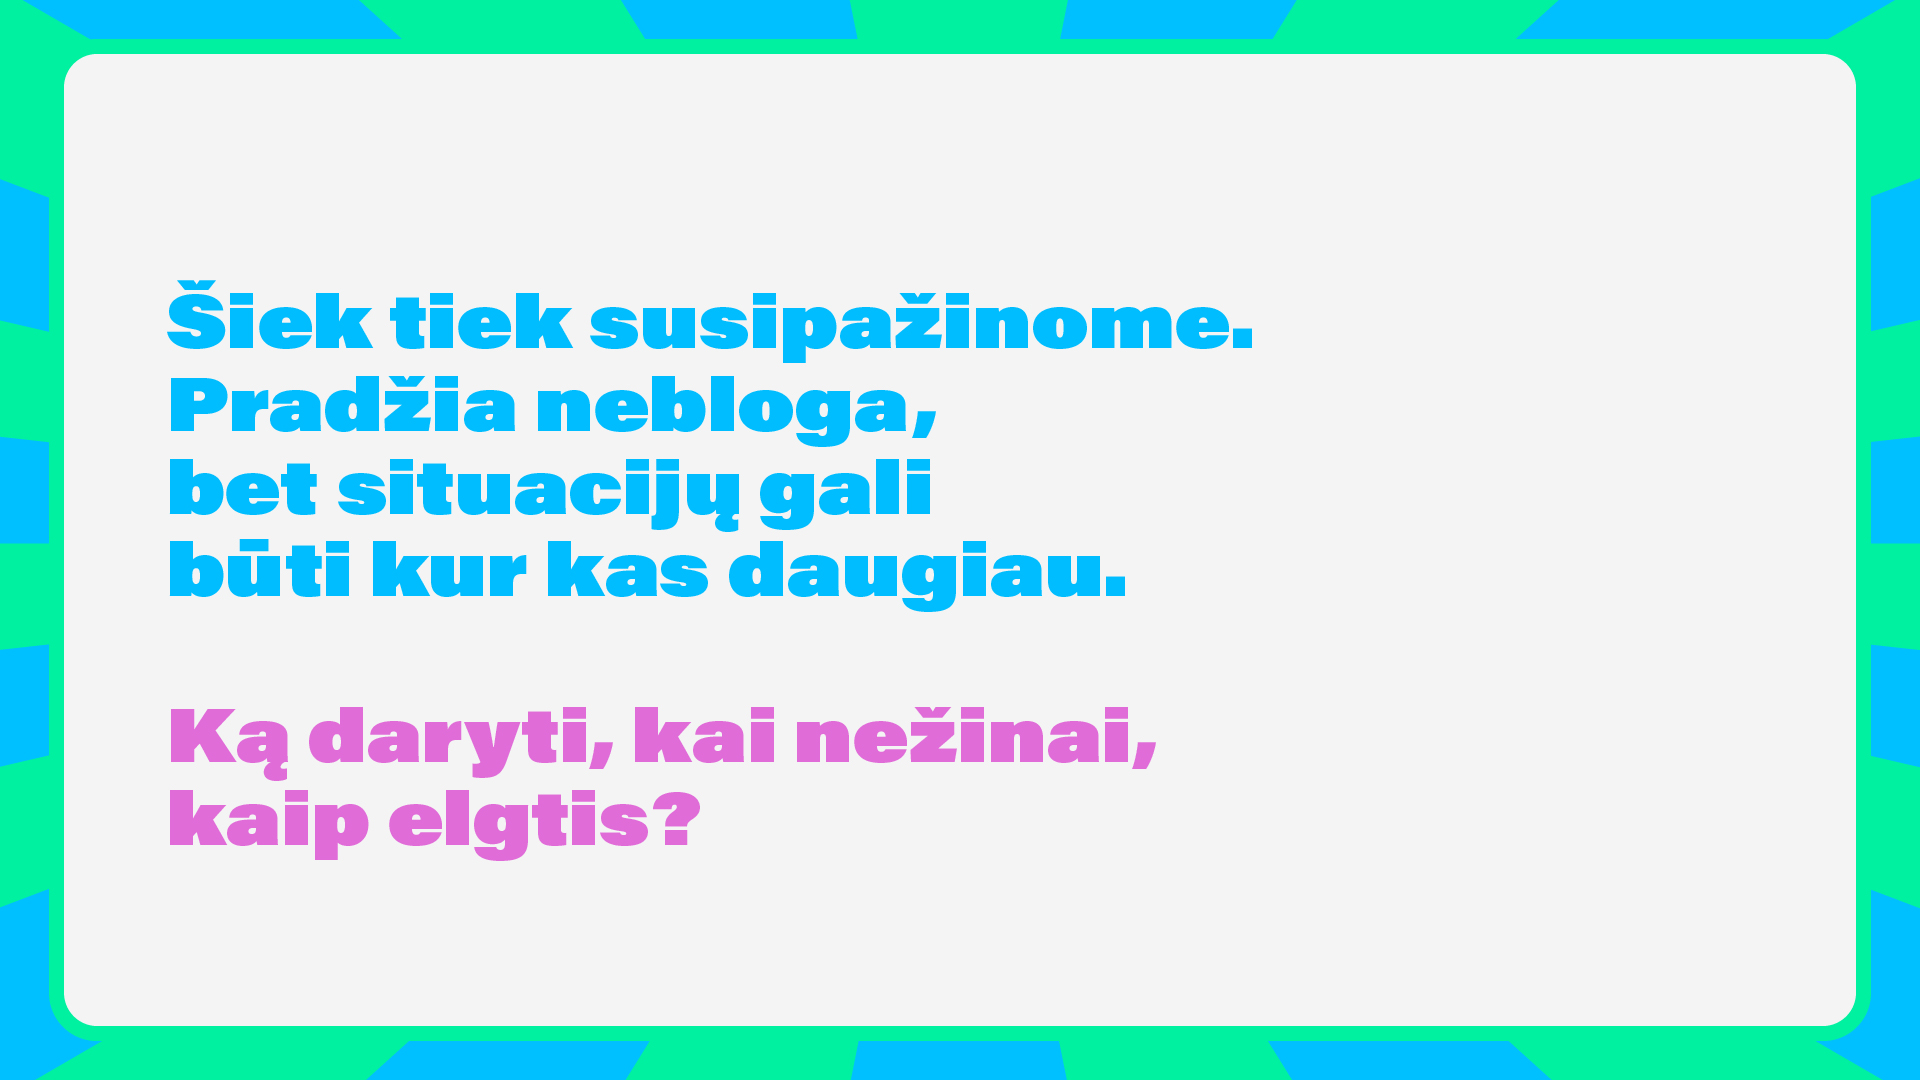 Šiek tiek susipažinome.
Pradžia nebloga,
bet situacijų gali
būti kur kas daugiau.
Ką daryti, kai nežinai,
kaip elgtis?